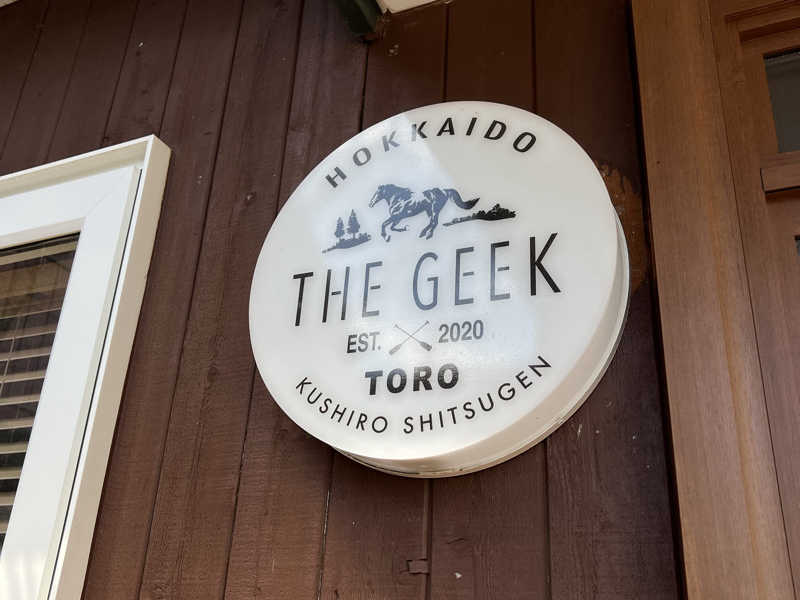 HOKKAIDO
THE GEEK
EST. 2020
TORO
KUSHIRO SHITSUGEN